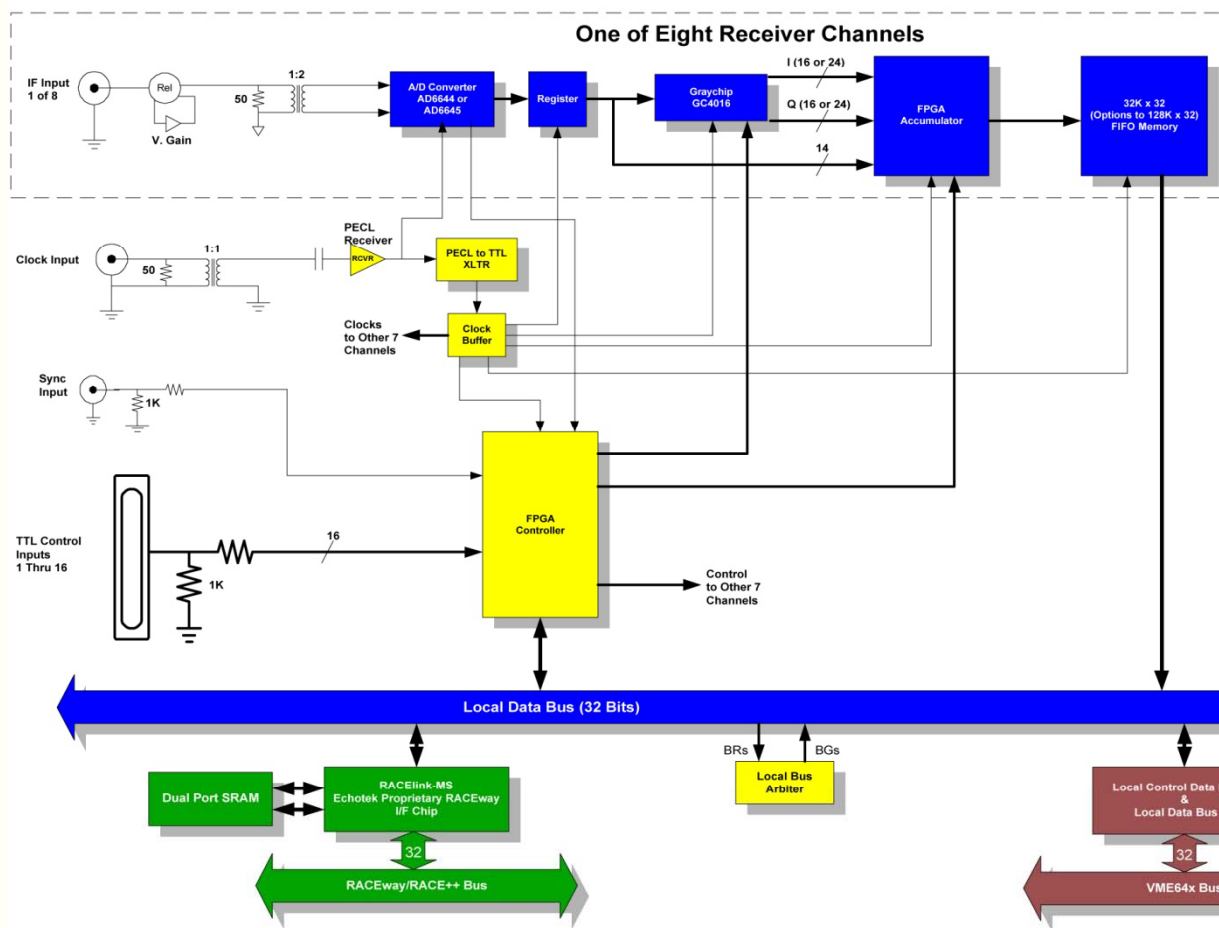 One of Eight Receiver Channels
IF Input
1 of 8
Rel
V. Gain
50
1:2
A/D Converter
AD6644 or
AD6645
Register
Graychip
GC4016
I (16 or 24)
Q (16 or 24)
14
FPGA
Accumulator
32K x 32
(Options to 128K x 32)
FIFO Memory
Clock Input
50
1:1
PECL
Receiver
RCVR
PECL to TTL
XLTR
Clocks
to Other 7
Channels
Clock
Buffer
Sync
Input
1K
TTL Control
Inputs
1 Thru 16
1K
16
FPGA
Controller
Control
to Other 7
Channels
Local Data Bus (32 Bits)
BRs
BGs
Dual Port SRAM
RACElink-MS
Echotek Proprietary RACEway
I/F Chip
Local Bus
Arbiter
Local Control Data
&
Local Data Bus
32
32
RACEway/RACE++ Bus
VME64x Bus